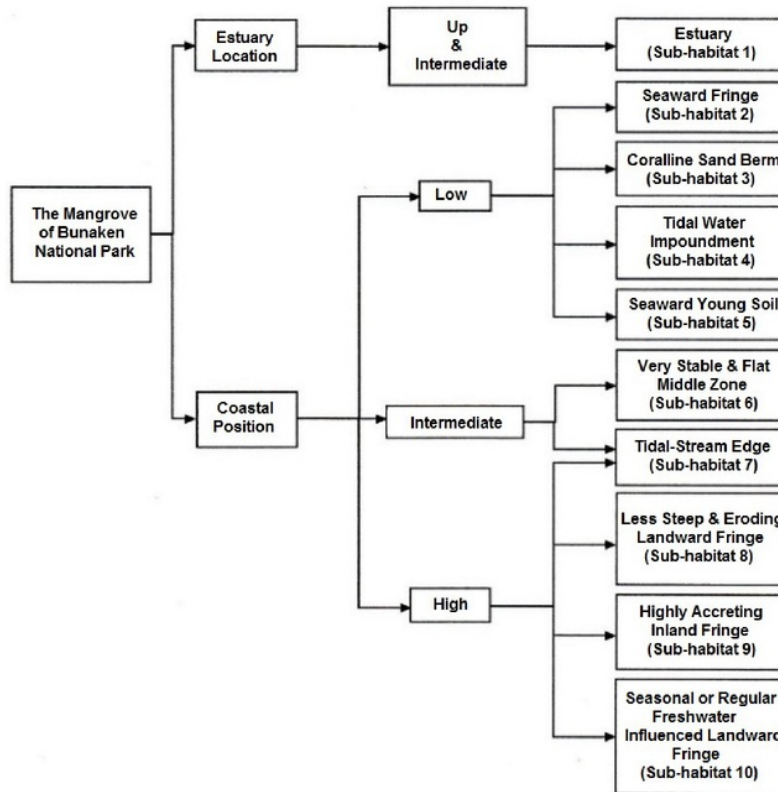 The Mangrove
of Bunaken
National Park
Estuary
Location
Up
&
Intermediate
Estuary
(Sub-habitat 1)
Coastal
Position
Low
Seaward Fringe
(Sub-habitat 2)
Coralline Sand Berm
(Sub-habitat 3)
Tidal Water
Impoundment
(Sub-habitat 4)
Seaward Young Soil
(Sub-habitat 5)
Intermediate
Very Stable & Flat
Middle Zone
(Sub-habitat 6)
Tidal-Stream Edge
(Sub-habitat 7)
High
Less Steep & Eroding
Landward Fringe
(Sub-habitat 8)
Highly Accreting
Inland Fringe
(Sub-habitat 9)
Seasonal or Regular
Freshwater
Influenced Landward
Fringe
(Sub-habitat 10)